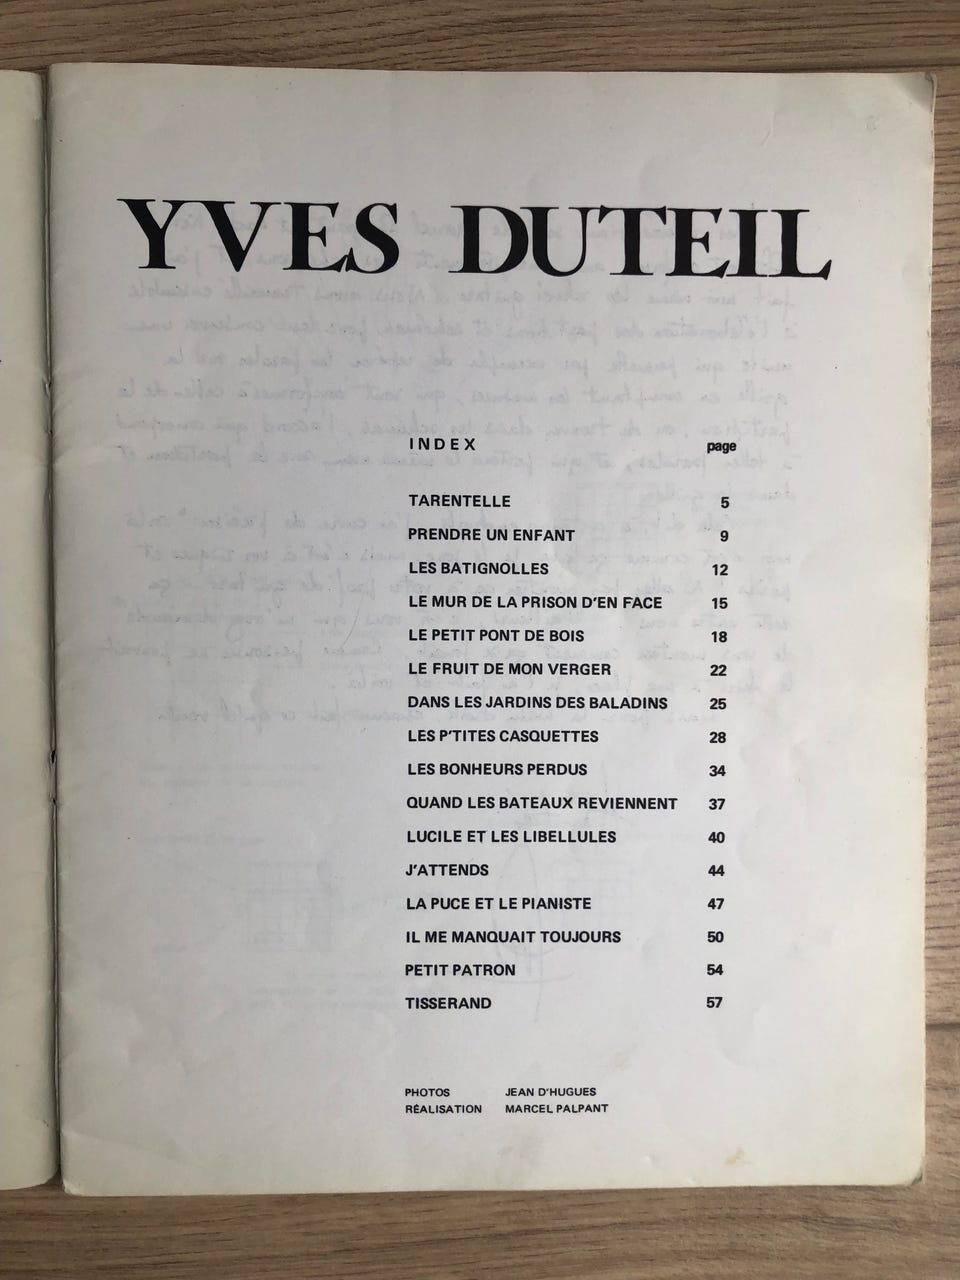 YVES DUTEIL
INDEX page
TARENTELLE 5
PRENDRE UN ENFANT 9
LES BATIGNOLLES 12
LE MUR DE LA PRISON D'EN FACE 15
LE PETIT PONT DE BOIS 18
LE FRUIT DE MON VERGER 22
DANS LES JARDINS DES BALADINS 25
LES P'TITES CASQUETTES 28
LES BONHEURS PERDUS 34
QUAND LES BATEAUX REVIENNENT 37
LUCILE ET LES LIBELLULES 40
J'ATTENDS 44
LA PUCE ET LE PIANISTE 47
IL ME MANQUAIT TOUJOURS 50
PETIT PATRON 54
TISSERAND 57
PHOTOS JEAN D'HUGUES
RÉALISATION MARCEL PALPANT